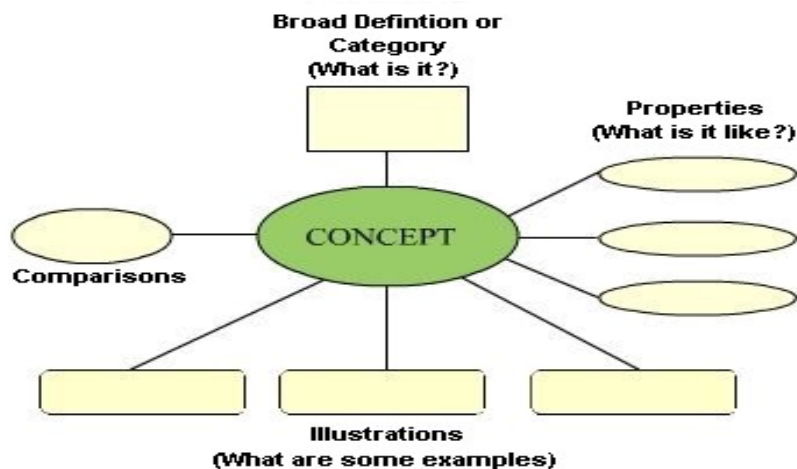 Broad Defintion or
Category
(What is it?)
Properties
(What is it like?)
CONCEPT
Comparisons
Illustrations
(What are some examples)